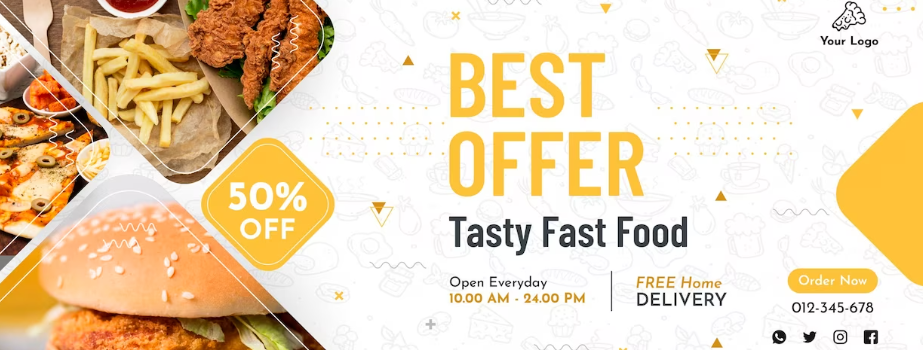 Your Logo
BEST
OFFER
50%
OFF
Tasty Fast Food
Open Everyday
10.00 AM - 24.00 PM
FREE Home
DELIVERY
Order Now
012-345-678